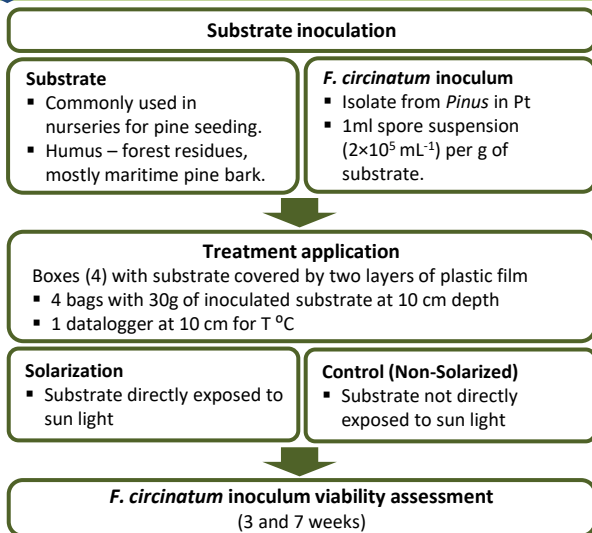 Substrate inoculation
Substrate
▪ Commonly used in
nurseries for pine seeding.
▪ Humus – forest residues,
mostly maritime pine bark.
F. circinatum inoculum
▪ Isolate from Pinus in Pt
▪ 1ml spore suspension
(2×10⁵ mL⁻¹) per g of
substrate.
Treatment application
Boxes (4) with substrate covered by two layers of plastic film
▪ 4 bags with 30g of inoculated substrate at 10 cm depth
▪ 1 datalogger at 10 cm for T ºC
Solarization
▪ Substrate directly exposed to
sun light
Control (Non-Solarized)
▪ Substrate not directly
exposed to sun light
F. circinatum inoculum viability assessment
(3 and 7 weeks)